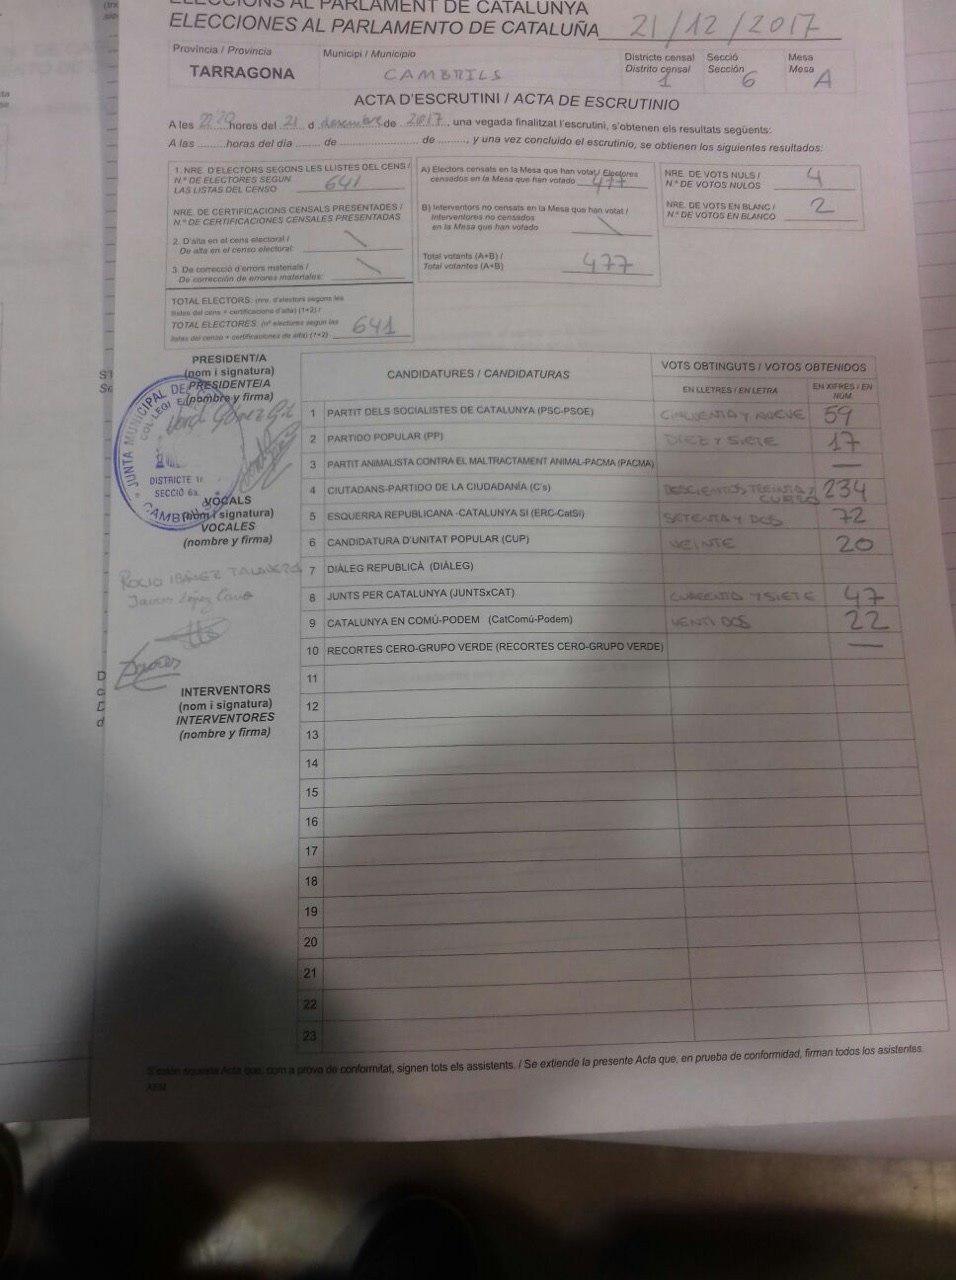 ELECCIONS AL PARLAMENT DE CATALUNYA
ELECCIONES AL PARLAMENTO DE CATALUÑA 21/12/2017
Provincia / Provincia
TARRAGONA
Municipi / Municipio
CAMBRILS
Districte censal
Distrito censal
1
Secció
Sección
6
Mesa
Mesa
A
ACTA D'ESCRUTINI / ACTA DE ESCRUTINIO
A les hores del 21 d desembre de 2017, una vegada finalitzat l'escrutini, s'obtenen els resultats següents:
A las ........horas del día ...... de .................... de ........, y una vez concluido el escrutinio, se obtienen los siguientes resultados:
1. NRE. D'ELECTORS SEGONS LES LLISTES DEL CENS /
N.º DE ELECTORES SEGÚN
LAS LISTAS DEL CENSO 641
NRE. DE CERTIFICACIONS CENSALS PRESENTADES /
N.º DE CERTIFICACIONES CENSALES PRESENTADAS
2. D'alta en el cens electoral /
De alta en el censo electoral:
3. De correcció d'errors materials /
De corrección de errores materiales:
TOTAL ELECTORS: (nre. d'electors segons les
llistes del cens + certificacions d'alta) (1+2) /
TOTAL ELECTORES: (nº electores según las
listas del censo + certificaciones de alta) (1+2) 641
A) Electors censats en la Mesa que han votat / Electores
censados en la Mesa que han votado 477
B) Interventors no censats en la Mesa que han votat /
Interventores no censados
en la Mesa que han votado
Total votants (A+B) /
Total votantes (A+B) 477
NRE. DE VOTS NULS /
N.º DE VOTOS NULOS 4
NRE. DE VOTS EN BLANC /
N.º DE VOTOS EN BLANCO 2
PRESIDENT/A
(nom i signatura)
PRESIDENTE/A
(nombre y firma)
JUNTA MUNICIPAL DE
COL·LEGI E
DISTRICTE 1r
SECCIÓ 6a.
CAMBRILS
VOCALS
(nom i signatura)
VOCALES
(nombre y firma)
ROCIO IBÁÑEZ TALAVERO
Javier López Cano
INTERVENTORS
(nom i signatura)
INTERVENTORES
(nombre y firma)
CANDIDATURES / CANDIDATURAS
VOTS OBTINGUTS / VOTOS OBTENIDOS
EN LLETRES / EN LETRA
EN XIFRES / EN NÚM.
1 PARTIT DELS SOCIALISTES DE CATALUNYA (PSC-PSOE) CINCUENTA Y NUEVE 59
2 PARTIDO POPULAR (PP) DIEZ Y SIETE 17
3 PARTIT ANIMALISTA CONTRA EL MALTRACTAMENT ANIMAL-PACMA (PACMA) —
4 CIUTADANS-PARTIDO DE LA CIUDADANÍA (C's) DESCIENTOS TREINTA Y CUATRO 234
5 ESQUERRA REPUBLICANA -CATALUNYA SÍ (ERC-CatSí) SETENTA Y DOS 72
6 CANDIDATURA D'UNITAT POPULAR (CUP) VEINTE 20
7 DIÀLEG REPUBLICÀ (DIÀLEG)
8 JUNTS PER CATALUNYA (JUNTSxCAT) CUARENTA Y SIETE 47
9 CATALUNYA EN COMÚ-PODEM (CatComú-Podem) VENTI DOS 22
10 RECORTES CERO-GRUPO VERDE (RECORTES CERO-GRUPO VERDE) —
11
12
13
14
15
16
17
18
19
20
21
22
23
S'estén aquesta Acta que, com a prova de conformitat, signen tots els assistents. / Se extiende la presente Acta que, en prueba de conformidad, firman todos los asistentes.